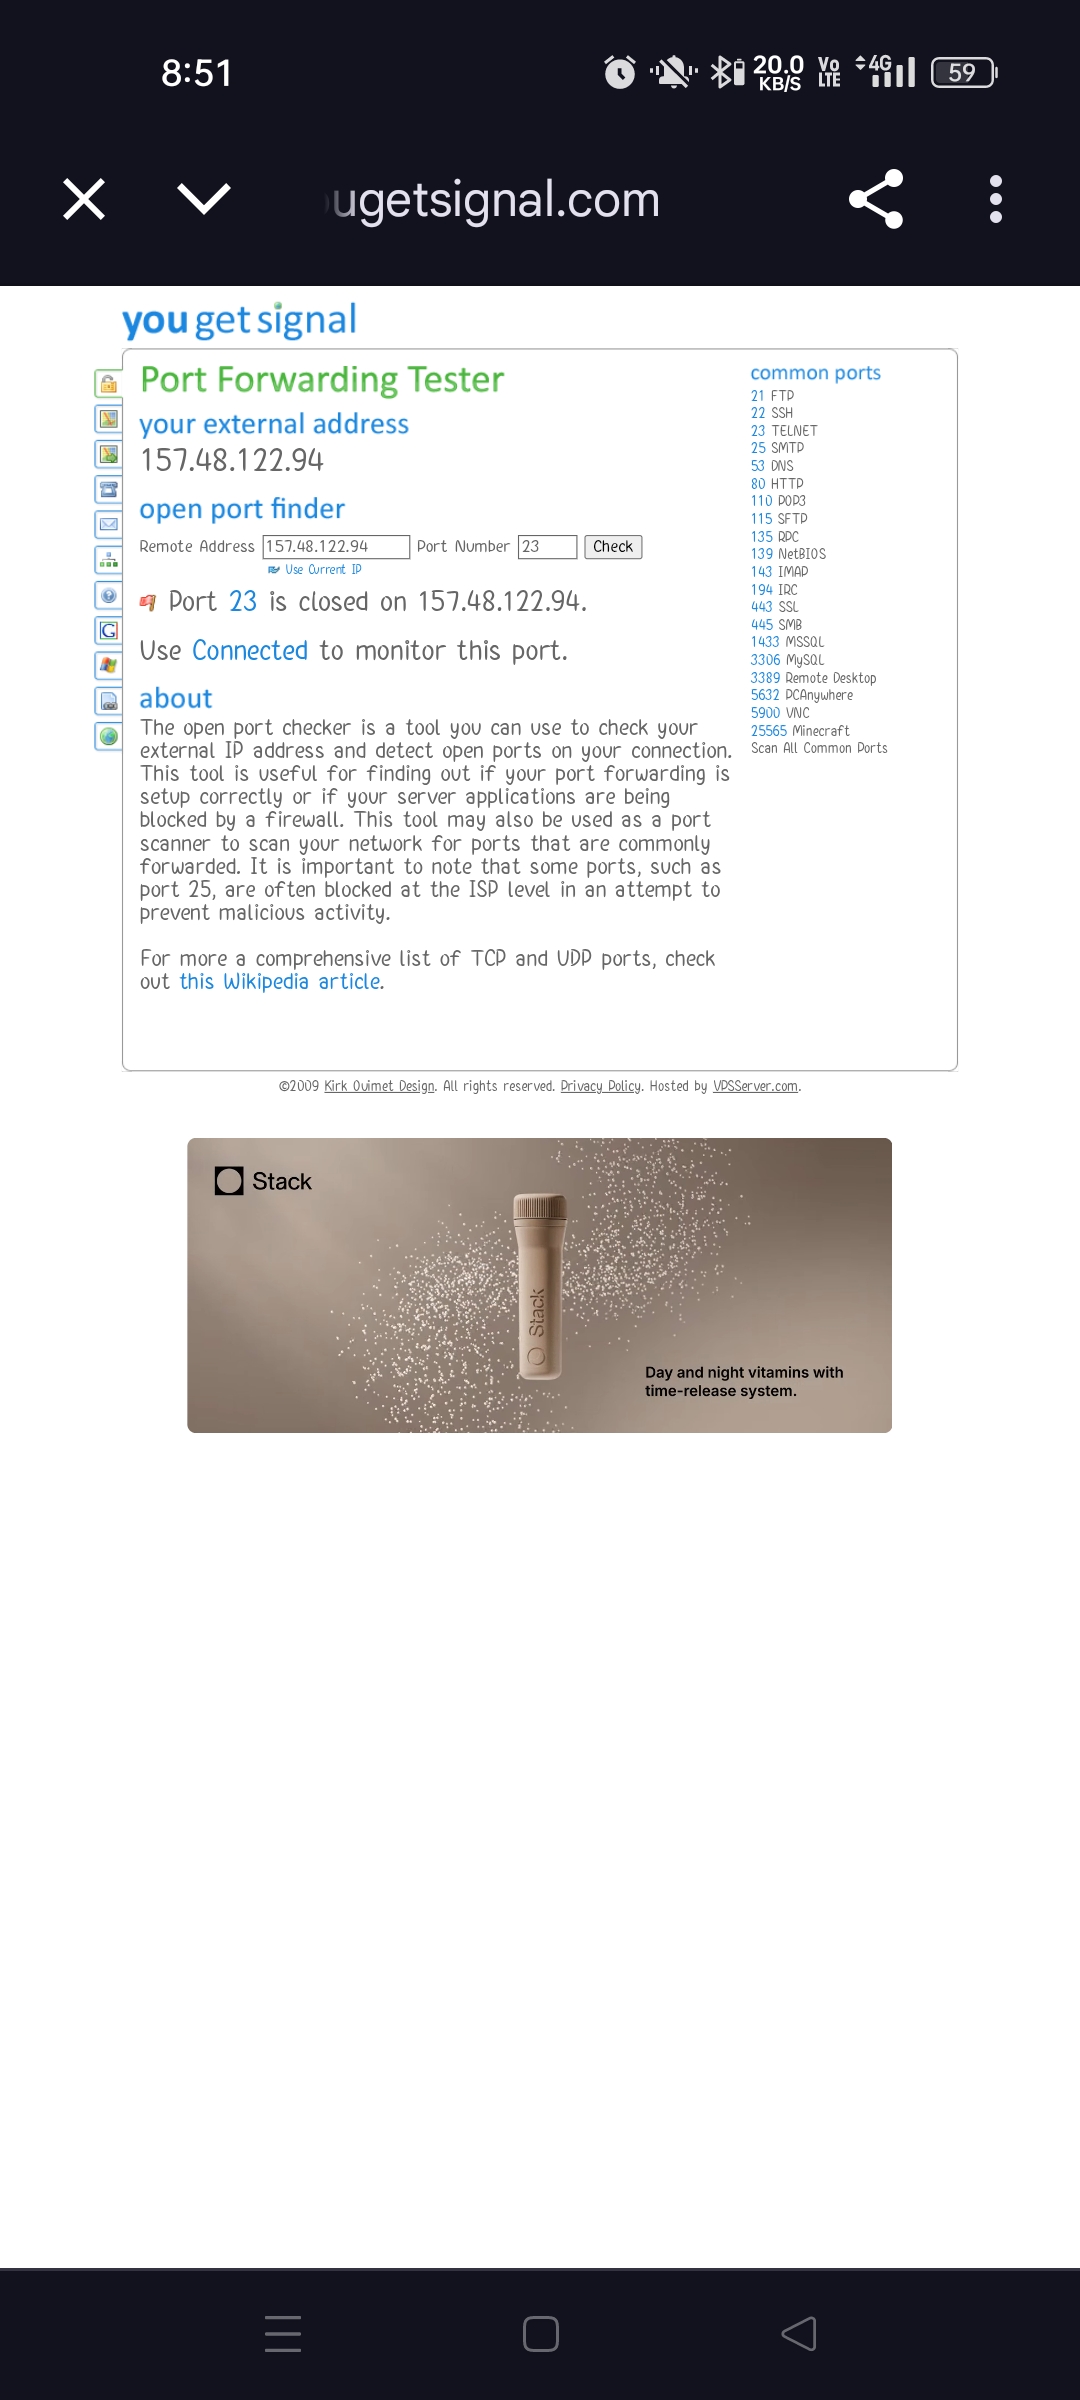 8:51
20.0
KB/S
Vo
LTE
4G
59
ugetsignal.com
you get signal
Port Forwarding Tester
your external address
157.48.122.94
open port finder
Remote Address 157.48.122.94 Port Number 23 Check
Use Current IP
Port 23 is closed on 157.48.122.94.
Use Connected to monitor this port.
about
The open port checker is a tool you can use to check your
external IP address and detect open ports on your connection.
This tool is useful for finding out if your port forwarding is
setup correctly or if your server applications are being
blocked by a firewall. This tool may also be used as a port
scanner to scan your network for ports that are commonly
forwarded. It is important to note that some ports, such as
port 25, are often blocked at the ISP level in an attempt to
prevent malicious activity.
For more a comprehensive list of TCP and UDP ports, check
out this Wikipedia article.
common ports
21 FTP
22 SSH
23 TELNET
25 SMTP
53 DNS
80 HTTP
110 POP3
115 SFTP
135 RPC
139 NetBIOS
143 IMAP
194 IRC
443 SSL
445 SMB
1433 MSSQL
3306 MySQL
3389 Remote Desktop
5632 PCAnywhere
5900 VNC
25565 Minecraft
Scan All Common Ports
©2009 Kirk Ouimet Design. All rights reserved. Privacy Policy. Hosted by VPSServer.com.
Stack
Stack
Day and night vitamins with
time-release system.